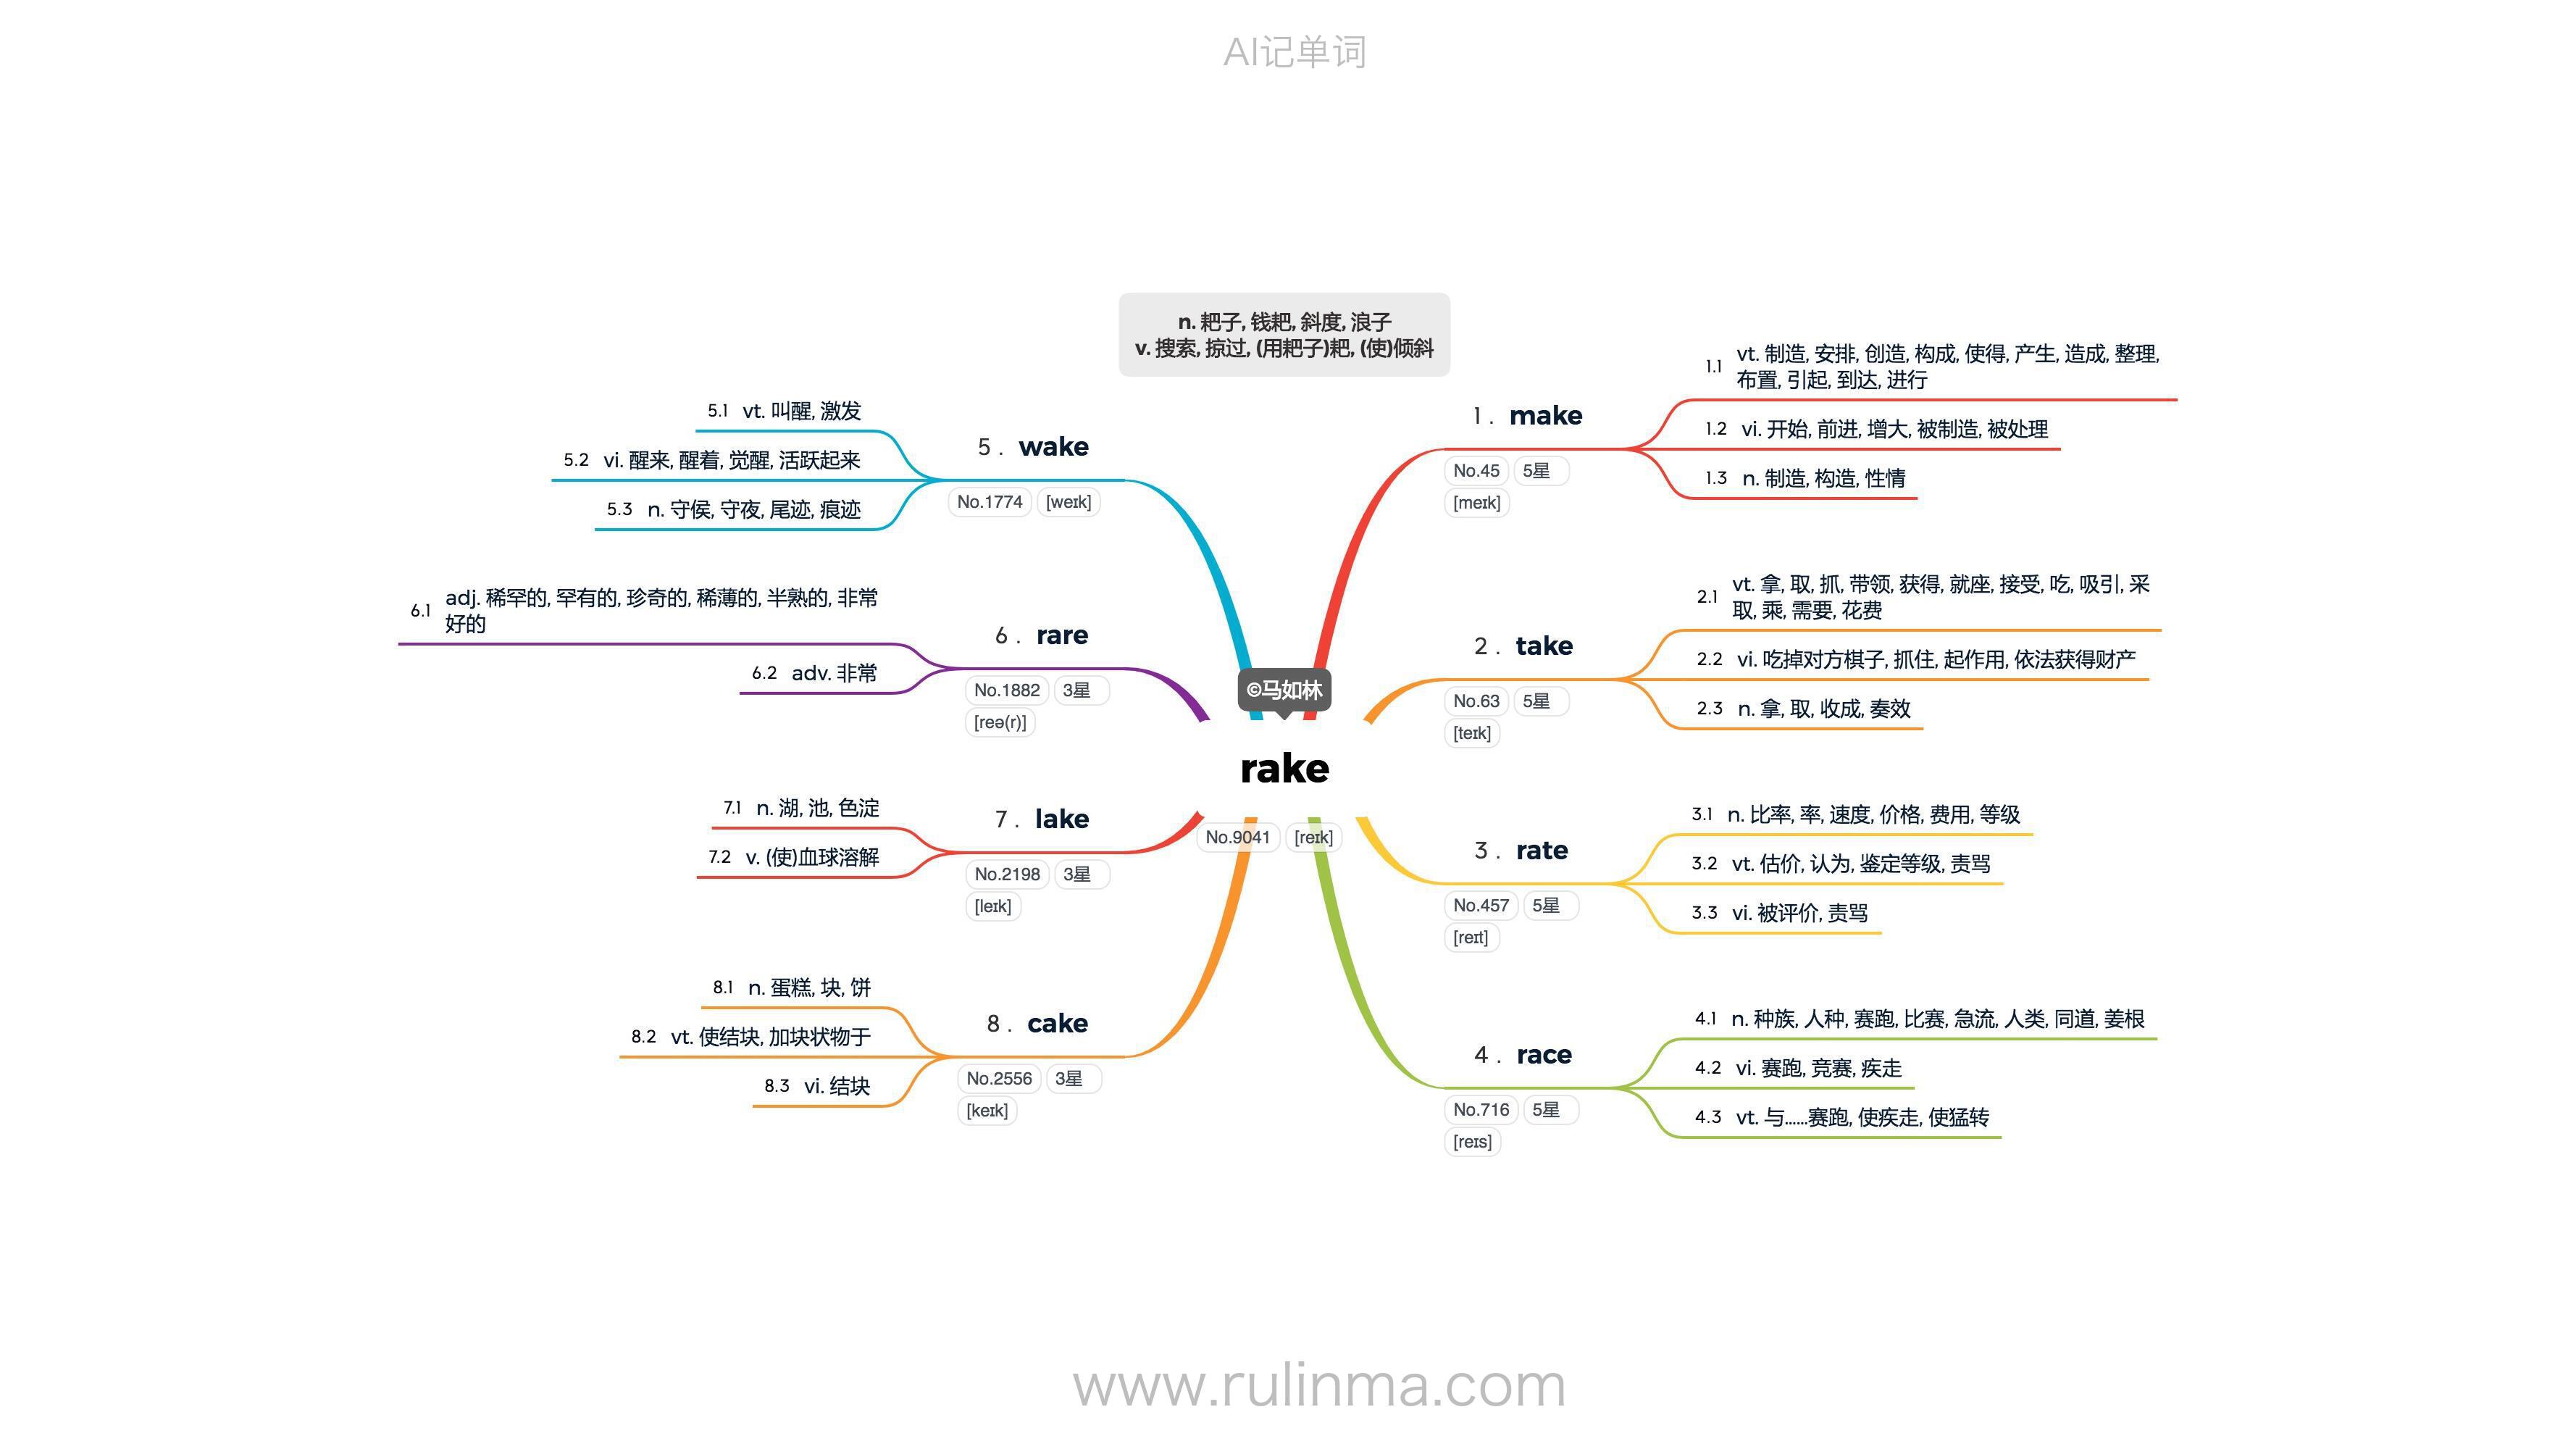 AI记单词
n. 耙子, 钱耙, 斜度, 浪子
v. 搜索, 掠过, (用耙子)耙, (使)倾斜
©马如林
rake
No.9041 [reɪk]
1. make
No.45 5星
[meɪk]
1.1 vt. 制造, 安排, 创造, 构成, 使得, 产生, 造成, 整理,
布置, 引起, 到达, 进行
1.2 vi. 开始, 前进, 增大, 被制造, 被处理
1.3 n. 制造, 构造, 性情
2. take
No.63 5星
[teɪk]
2.1 vt. 拿, 取, 抓, 带领, 获得, 就座, 接受, 吃, 吸引, 采
取, 乘, 需要, 花费
2.2 vi. 吃掉对方棋子, 抓住, 起作用, 依法获得财产
2.3 n. 拿, 取, 收成, 奏效
3. rate
No.457 5星
[reɪt]
3.1 n. 比率, 率, 速度, 价格, 费用, 等级
3.2 vt. 估价, 认为, 鉴定等级, 责骂
3.3 vi. 被评价, 责骂
4. race
No.716 5星
[reɪs]
4.1 n. 种族, 人种, 赛跑, 比赛, 急流, 人类, 同道, 姜根
4.2 vi. 赛跑, 竞赛, 疾走
4.3 vt. 与……赛跑, 使疾走, 使猛转
5. wake
No.1774 [weɪk]
5.1 vt. 叫醒, 激发
5.2 vi. 醒来, 醒着, 觉醒, 活跃起来
5.3 n. 守侯, 守夜, 尾迹, 痕迹
6. rare
No.1882 3星
[reə(r)]
6.1 adj. 稀罕的, 罕有的, 珍奇的, 稀薄的, 半熟的, 非常
好的
6.2 adv. 非常
7. lake
No.2198 3星
[leɪk]
7.1 n. 湖, 池, 色淀
7.2 v. (使)血球溶解
8. cake
No.2556 3星
[keɪk]
8.1 n. 蛋糕, 块, 饼
8.2 vt. 使结块, 加块状物于
8.3 vi. 结块
www.rulinma.com